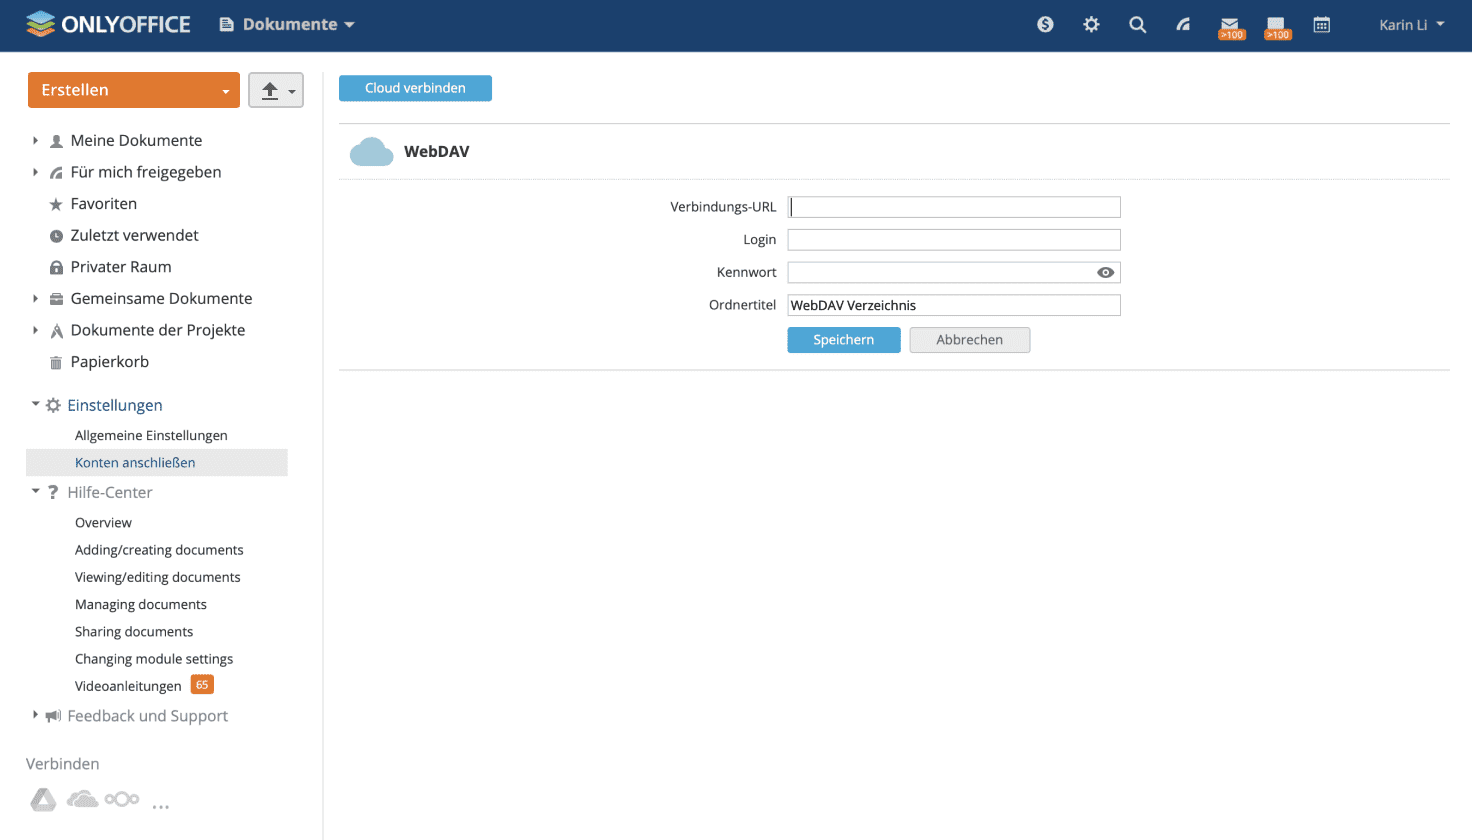 ONLYOFFICE Dokumente >100 >100 Karin Li
Erstellen
Cloud verbinden
Meine Dokumente
Für mich freigegeben
Favoriten
Zuletzt verwendet
Privater Raum
Gemeinsame Dokumente
Dokumente der Projekte
Papierkorb
Einstellungen
Allgemeine Einstellungen
Konten anschließen
Hilfe-Center
Overview
Adding/creating documents
Viewing/editing documents
Managing documents
Sharing documents
Changing module settings
Videoanleitungen 65
Feedback und Support
Verbinden
...
WebDAV
Verbindungs-URL
Login
Kennwort
Ordnertitel WebDAV Verzeichnis
Speichern Abbrechen